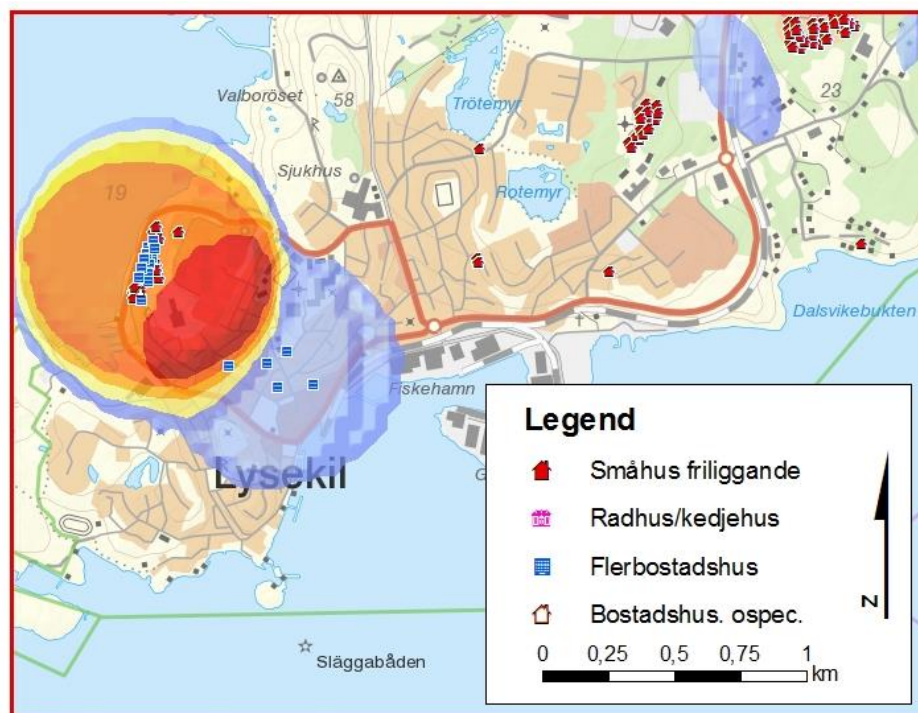 Valboröset
58
Trötemyr
23
Sjukhus
19
Rotemyr
Dalsvikebukten
Fiskehamn
G
Lysekil
Legend
Småhus friliggande
Radhus/kedjehus
Flerbostadshus
Bostadshus. ospec.
N
0 0,25 0,5 0,75 1
km
Släggabåden